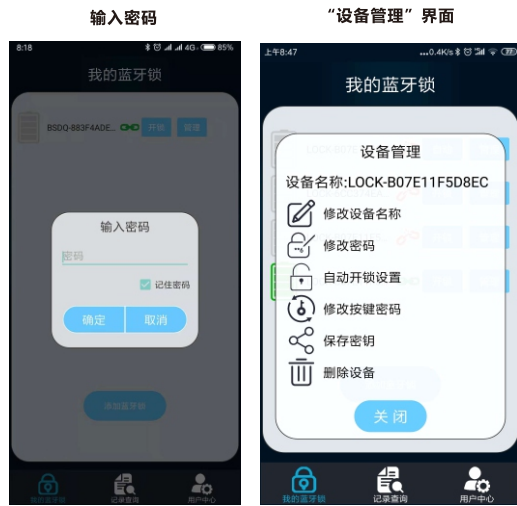 输入密码
8:18
4G
85%
我的蓝牙锁
BSDQ-883F4ADE...
开锁
管理
输入密码
密码
记住密码
确定
取消
添加蓝牙锁
我的蓝牙锁
记录查询
用户中心
“设备管理”界面
上午8:47
...0.4K/s
77
我的蓝牙锁
设备管理
设备名称:LOCK-B07E11F5D8EC
修改设备名称
修改密码
自动开锁设置
修改按键密码
保存密钥
删除设备
关闭
我的蓝牙锁
记录查询
用户中心